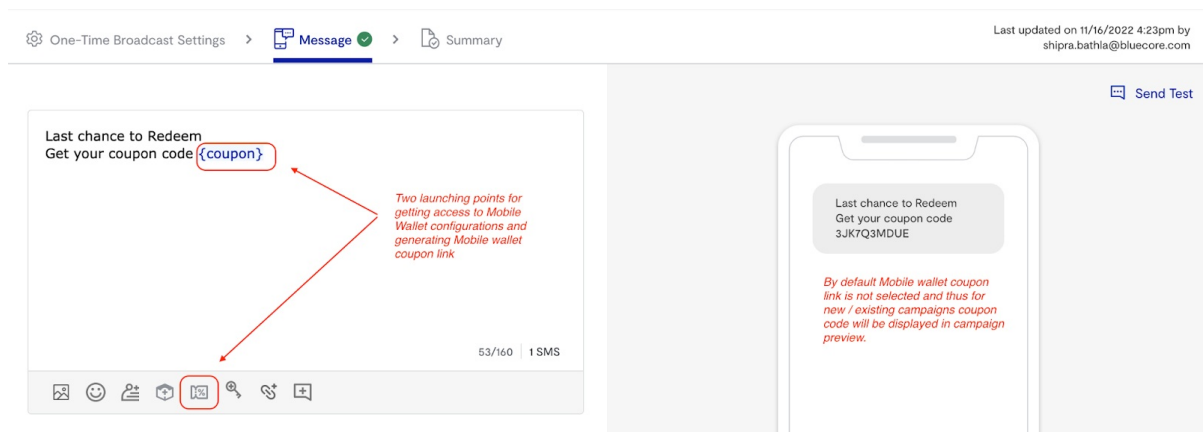 One-Time Broadcast Settings > Message > Summary
Last updated on 11/16/2022 4:23pm by
shipra.bathla@bluecore.com
Send Test
Last chance to Redeem
Get your coupon code {coupon}
Two launching points for
getting access to Mobile
Wallet configurations and
generating Mobile wallet
coupon link
53/160 | 1 SMS
Last chance to Redeem
Get your coupon code
3JK7Q3MDUE
By default Mobile wallet coupon
link is not selected and thus for
new / existing campaigns coupon
code will be displayed in campaign
preview.